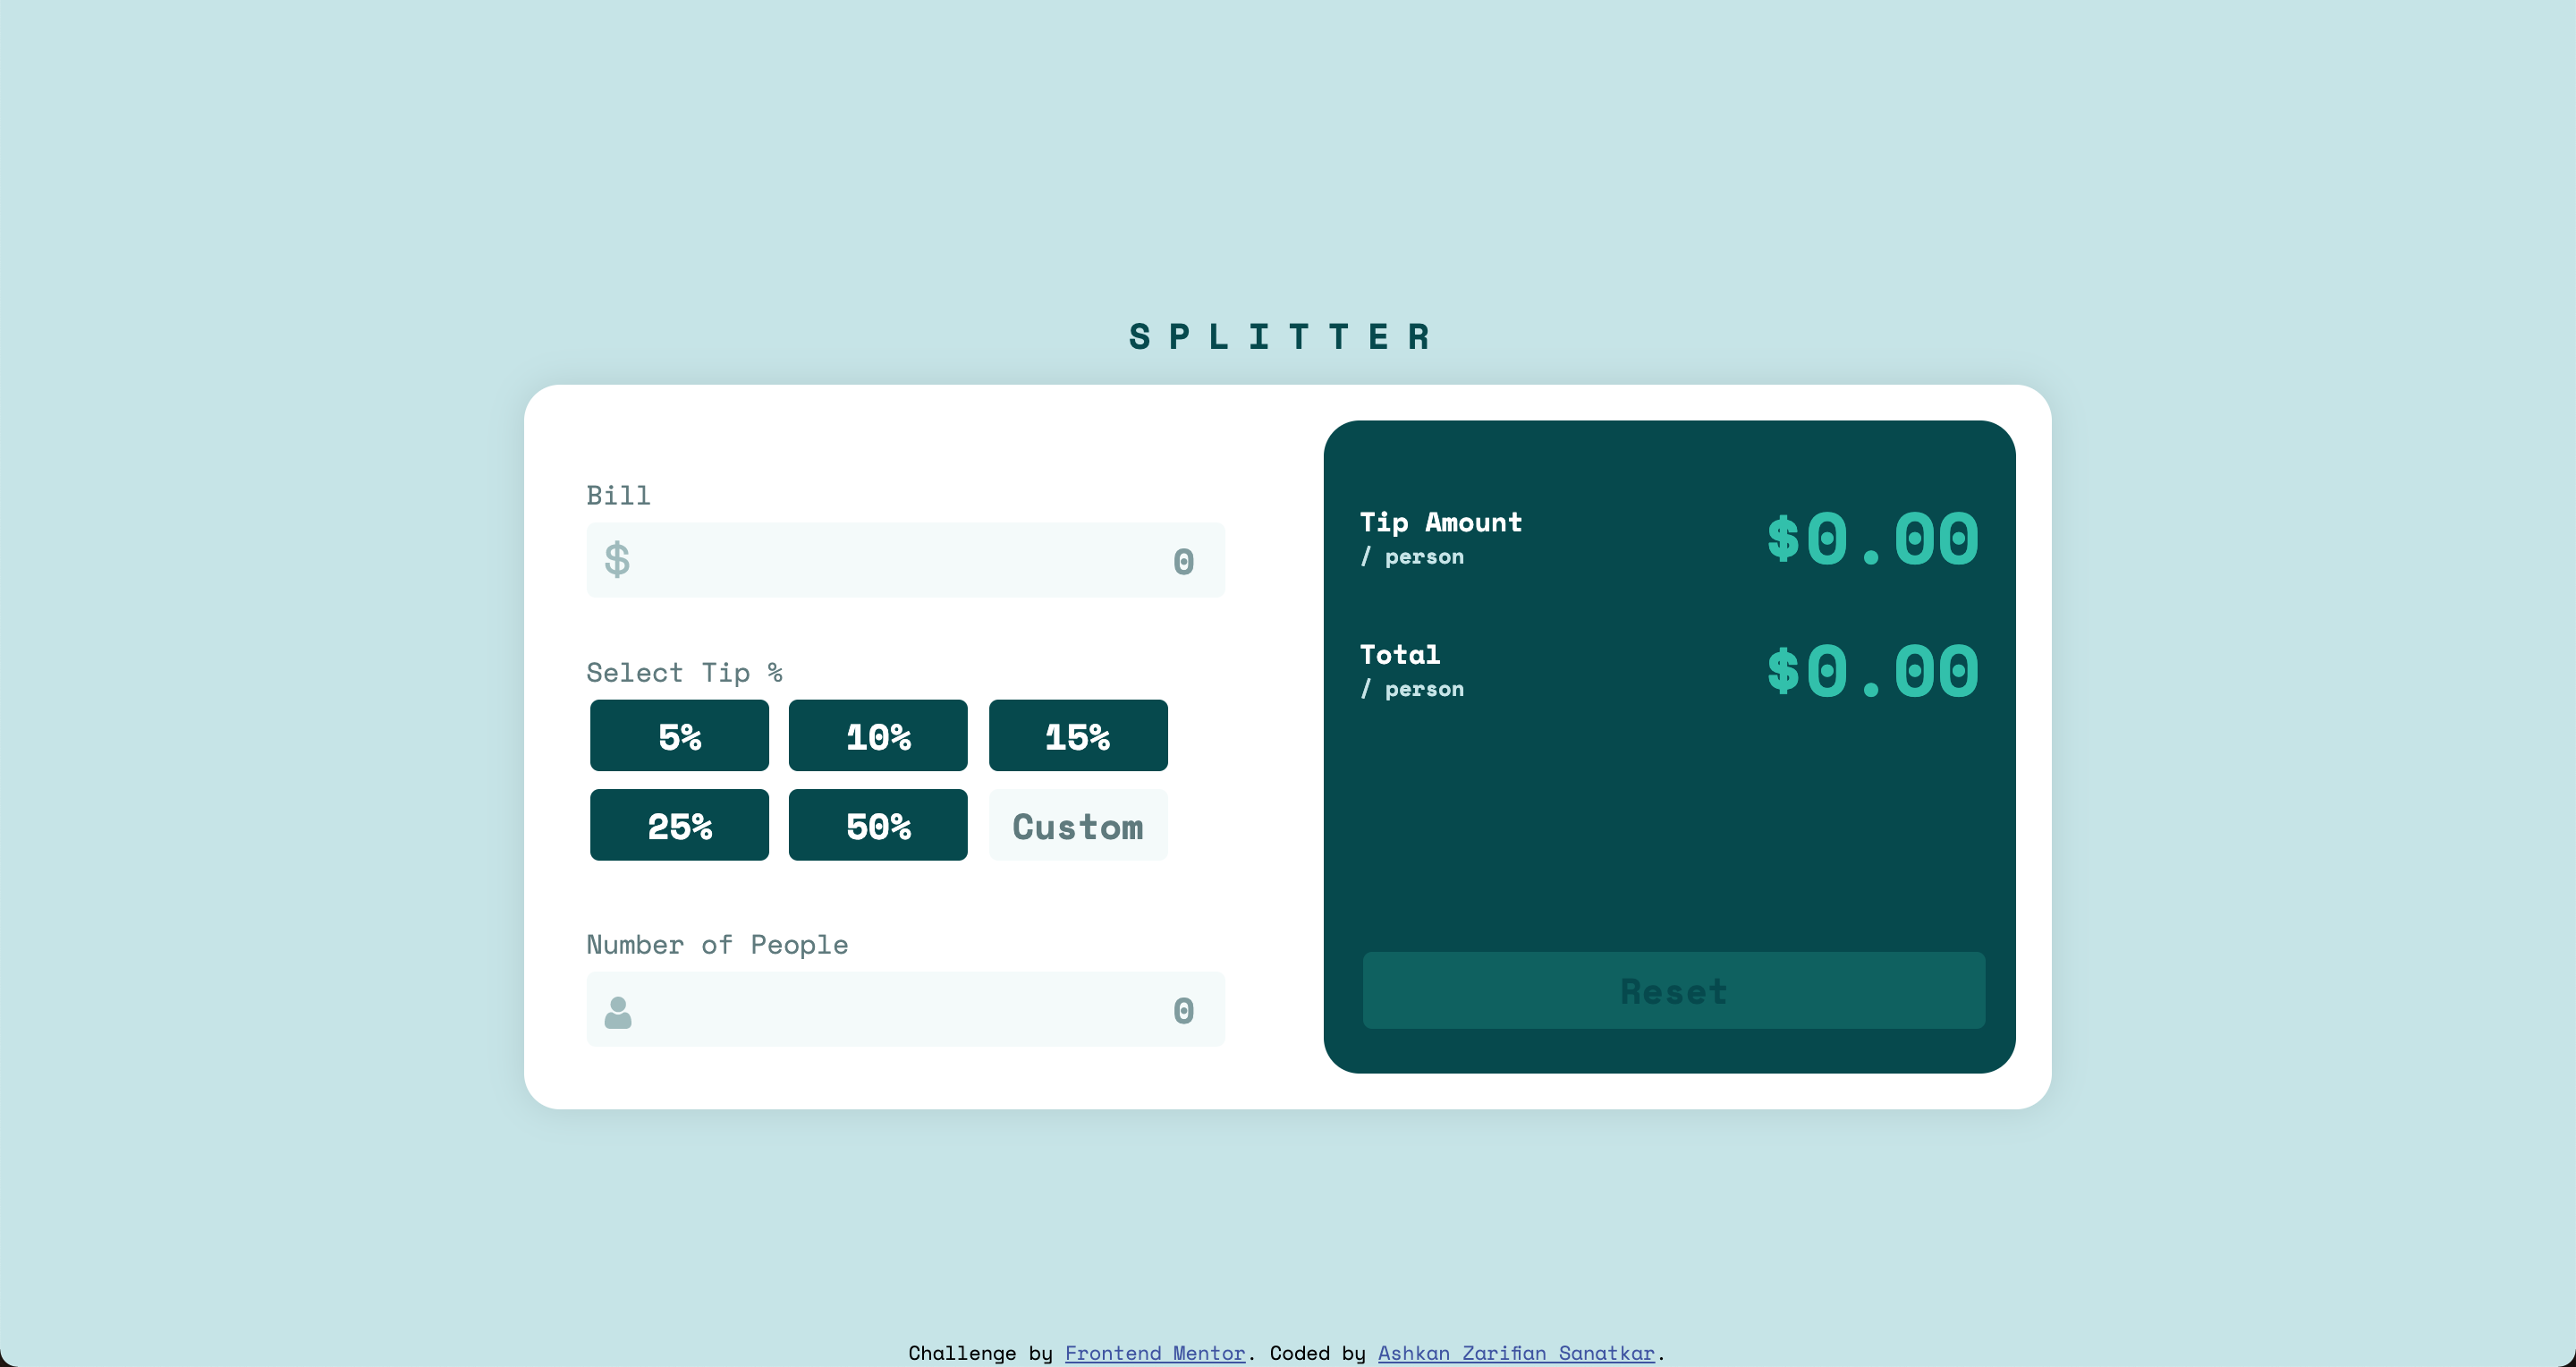 SPLITTER
Bill
$ 0
Select Tip %
5% 10% 15%
25% 50% Custom
Number of People
0
Tip Amount
/ person
$0.00
Total
/ person
$0.00
Reset
Challenge by Frontend Mentor. Coded by Ashkan Zarifian Sanatkar.